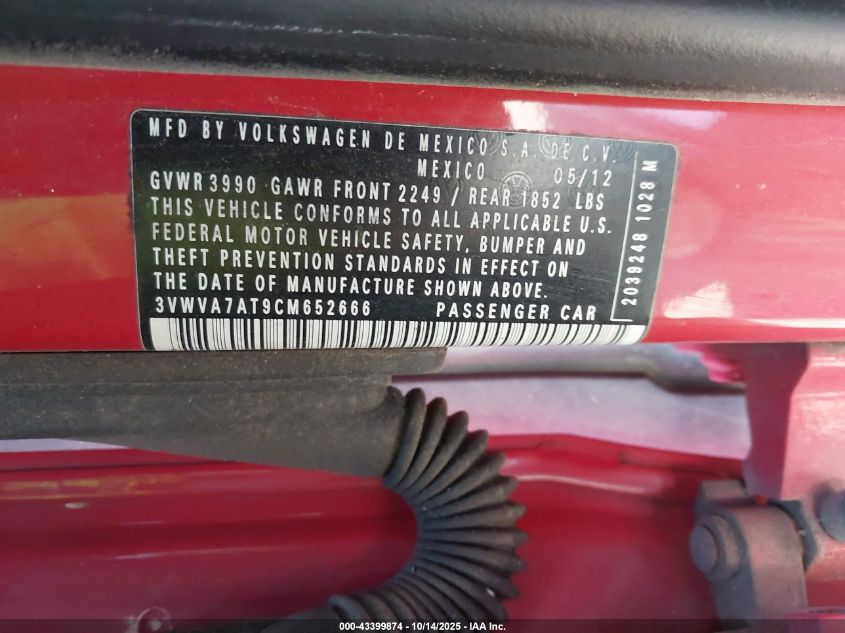 MFD BY VOLKSWAGEN DE MEXICO S.A. DE C.V.
MEXICO 05/12
GVWR 3990 GAWR FRONT 2249 / REAR 1852 LBS
THIS VEHICLE CONFORMS TO ALL APPLICABLE U.S.
FEDERAL MOTOR VEHICLE SAFETY, BUMPER AND
THEFT PREVENTION STANDARDS IN EFFECT ON
THE DATE OF MANUFACTURE SHOWN ABOVE.
3VWVA7AT9CM652666 PASSENGER CAR
2039248 1028 M
000-43399874 | 10/14/2025 | IAA, Inc.